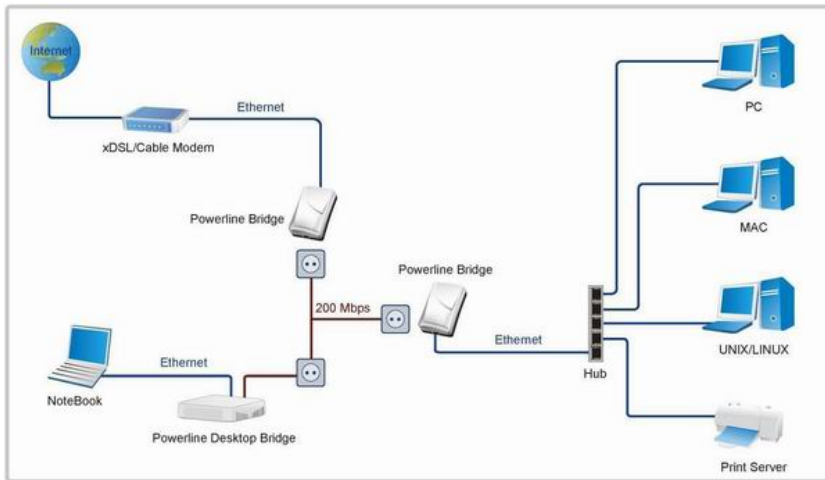 Internet
Ethernet
xDSL/Cable Modem
PC
Powerline Bridge
MAC
Powerline Bridge
200 Mbps
Ethernet
UNIX/LINUX
Ethernet
Hub
NoteBook
Powerline Desktop Bridge
Print Server